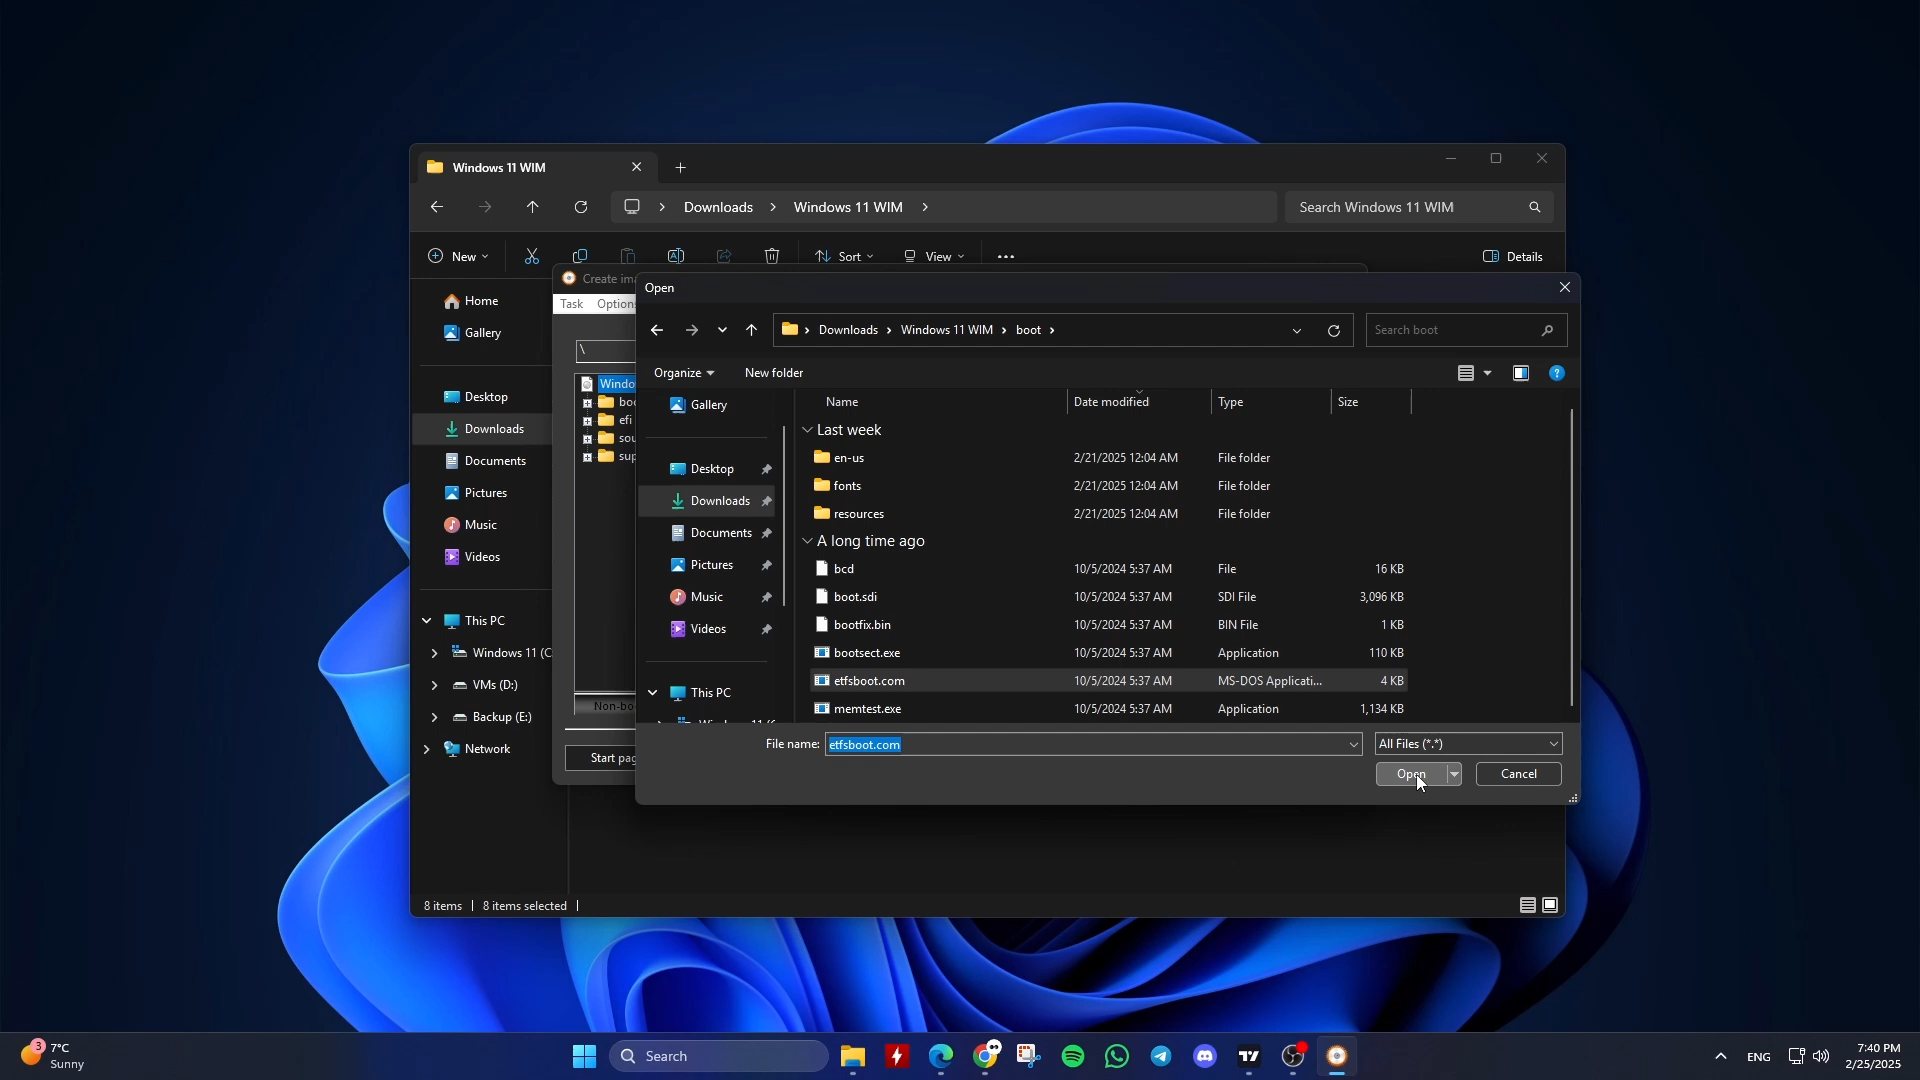 Windows 11 WIM
Downloads
Windows 11 WIM
Search Windows 11 WIM
New
Sort
View
Details
Home
Gallery
Desktop
Downloads
Documents
Pictures
Music
Videos
This PC
Windows 11 (C
VMs (D:)
Backup (E:)
Network
8 items
8 items selected
Create
Task
\
efi
Start
Open
Downloads
Windows 11 WIM
boot
Search boot
Organize
New folder
Gallery
Desktop
Downloads
Documents
Pictures
Music
Videos
This PC
Name
Date modified
Type
Size
Last week
en-us 2/21/2025 12:04 AM File folder
fonts 2/21/2025 12:04 AM File folder
resources 2/21/2025 12:04 AM File folder
A long time ago
bcd 10/5/2024 5:37 AM File 16 KB
boot.sdi 10/5/2024 5:37 AM SDI File 3,096 KB
bootfix.bin 10/5/2024 5:37 AM BIN File 1 KB
bootsect.exe 10/5/2024 5:37 AM Application 110 KB
etfsboot.com 10/5/2024 5:37 AM MS-DOS Applicati... 4 KB
memtest.exe 10/5/2024 5:37 AM Application 1,134 KB
File name: etfsboot.com
All Files (*.*)
Open
Cancel
3
7°C
Sunny
Search
ENG
7:40 PM
2/25/2025